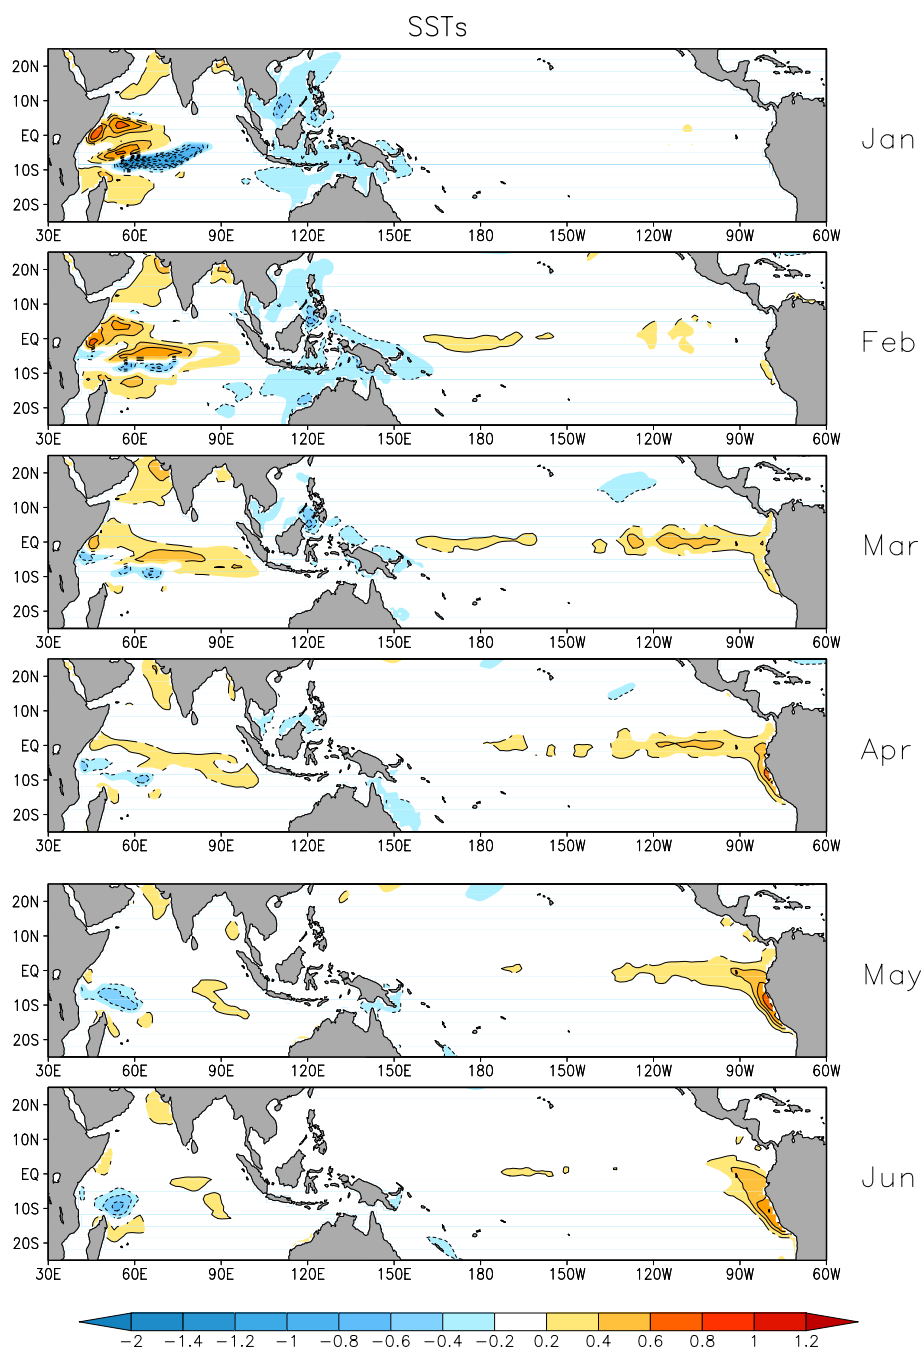 SSTs
20N
10N
EQ
10S
20S
Jan
30E 60E 90E 120E 150E 180 150W 120W 90W 60W
20N
10N
EQ
10S
20S
Feb
30E 60E 90E 120E 150E 180 150W 120W 90W 60W
20N
10N
EQ
10S
20S
Mar
30E 60E 90E 120E 150E 180 150W 120W 90W 60W
20N
10N
EQ
10S
20S
Apr
30E 60E 90E 120E 150E 180 150W 120W 90W 60W
20N
10N
EQ
10S
20S
May
30E 60E 90E 120E 150E 180 150W 120W 90W 60W
20N
10N
EQ
10S
20S
Jun
30E 60E 90E 120E 150E 180 150W 120W 90W 60W
−2 −1.4 −1.2 −1 −0.8 −0.6 −0.4 −0.2 0.2 0.4 0.6 0.8 1 1.2